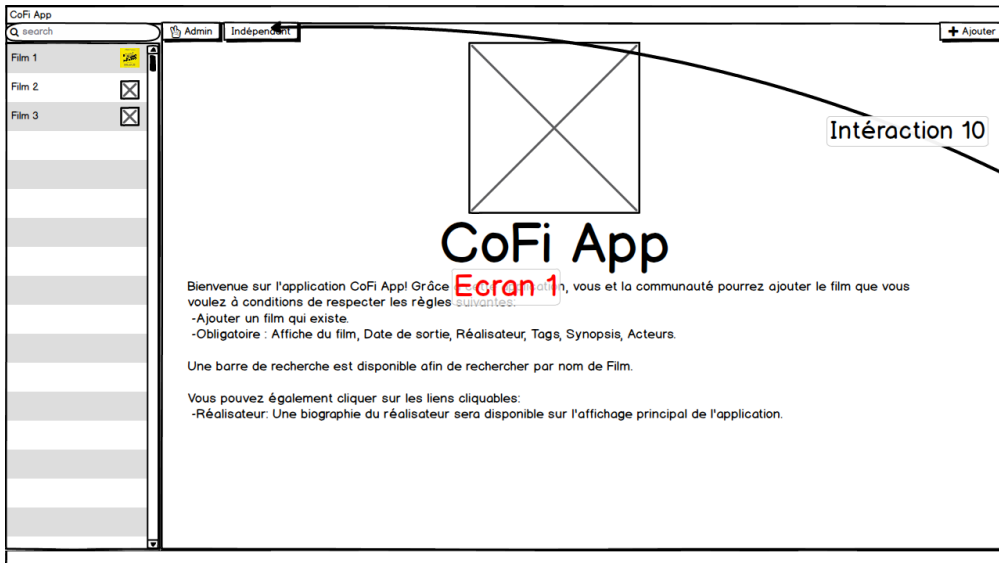 CoFi App
search
Admin
Indépendant
Ajouter
Film 1
Film 2
Film 3
Intéraction 10
CoFi App
Ecran 1
Bienvenue sur l'application CoFi App! Grâce application, vous et la communauté pourrez ajouter le film que vous
voulez à conditions de respecter les règles suivantes:
-Ajouter un film qui existe.
-Obligatoire : Affiche du film, Date de sortie, Réalisateur, Tags, Synopsis, Acteurs.
Une barre de recherche est disponible afin de rechercher par nom de Film.
Vous pouvez également cliquer sur les liens cliquables:
-Réalisateur: Une biographie du réalisateur sera disponible sur l'affichage principal de l'application.